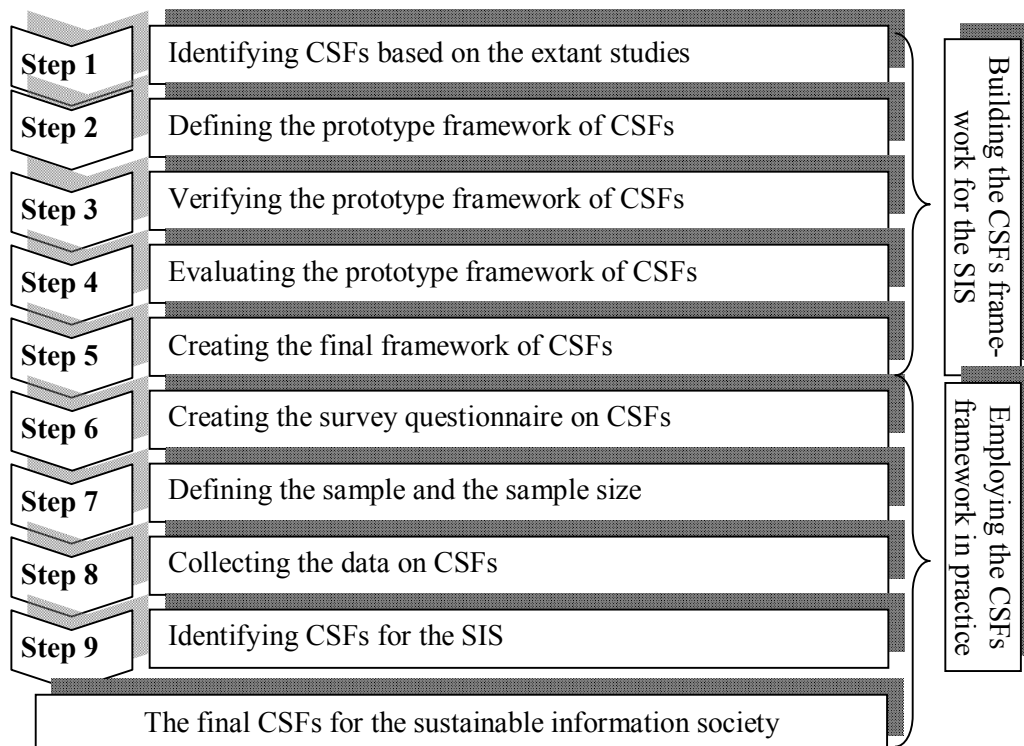 Step 1
Identifying CSFs based on the extant studies
Step 2
Defining the prototype framework of CSFs
Step 3
Verifying the prototype framework of CSFs
Step 4
Evaluating the prototype framework of CSFs
Step 5
Creating the final framework of CSFs
Step 6
Creating the survey questionnaire on CSFs
Step 7
Defining the sample and the sample size
Step 8
Collecting the data on CSFs
Step 9
Identifying CSFs for the SIS
The final CSFs for the sustainable information society
Building the CSFs frame-
work for the SIS
Employing the CSFs
framework in practice